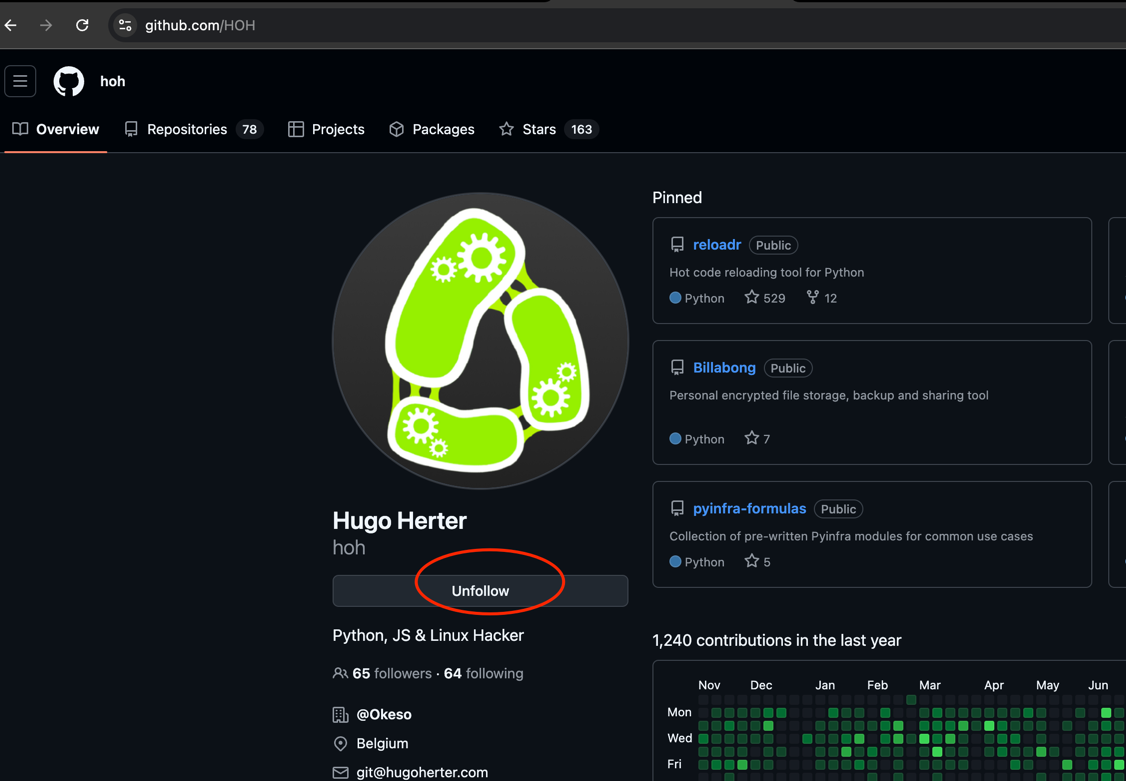 github.com/HOH
hoh
Overview Repositories 78 Projects Packages Stars 163
Pinned
reloadr Public
Hot code reloading tool for Python
Python 529 12
Billabong Public
Personal encrypted file storage, backup and sharing tool
Python 7
pyinfra-formulas Public
Collection of pre-written Pyinfra modules for common use cases
Python 5
Hugo Herter
hoh
Unfollow
Python, JS & Linux Hacker
65 followers · 64 following
@Okeso
Belgium
git@hugoherter.com
1,240 contributions in the last year
Nov Dec Jan Feb Mar Apr May Jun
Mon
Wed
Fri